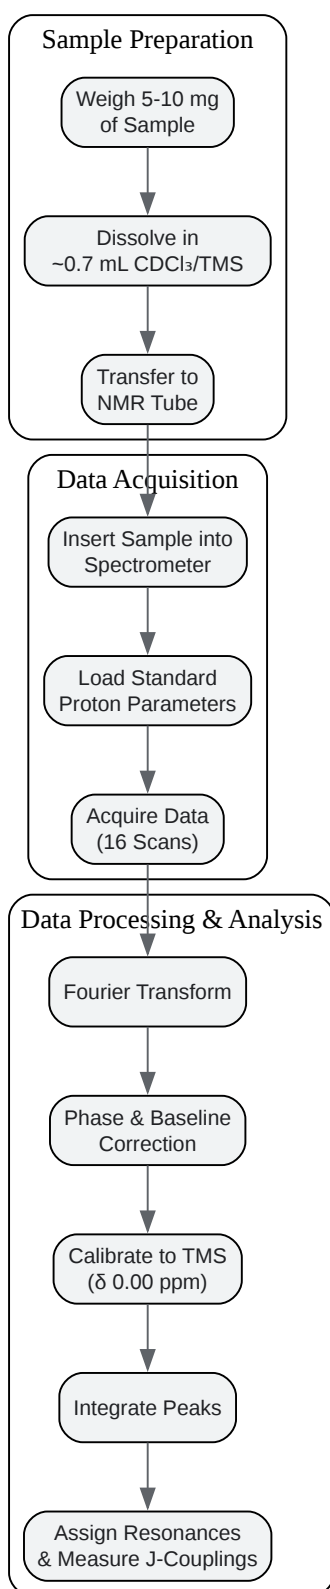 Sample Preparation
Weigh 5-10 mg
of Sample
Dissolve in
~0.7 mL CDCl₃/TMS
Transfer to
NMR Tube
Data Acquisition
Insert Sample into
Spectrometer
Load Standard
Proton Parameters
Acquire Data
(16 Scans)
Data Processing & Analysis
Fourier Transform
Phase & Baseline
Correction
Calibrate to TMS
(δ 0.00 ppm)
Integrate Peaks
Assign Resonances
& Measure J-Couplings